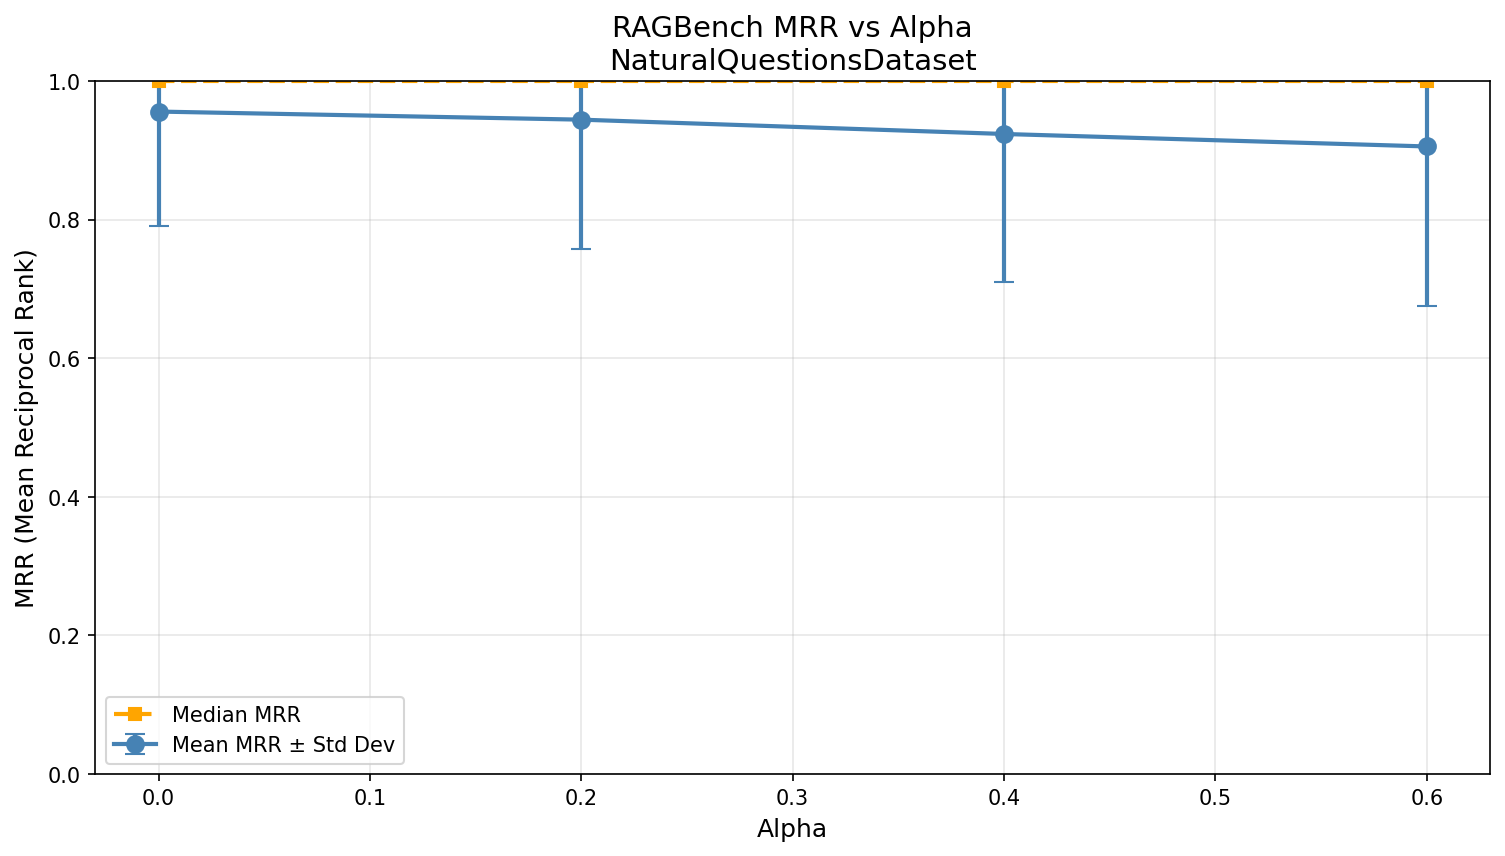 RAGBench MRR vs Alpha
NaturalQuestionsDataset
MRR (Mean Reciprocal Rank)
1.0
0.8
0.6
0.4
0.2
0.0
Median MRR
Mean MRR ± Std Dev
0.0 0.1 0.2 0.3 0.4 0.5 0.6
Alpha